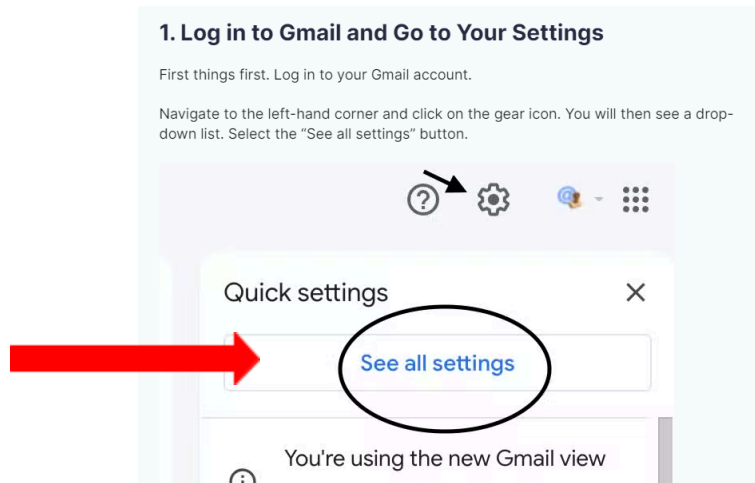 1. Log in to Gmail and Go to Your Settings
First things first. Log in to your Gmail account.
Navigate to the left-hand corner and click on the gear icon. You will then see a drop-
down list. Select the “See all settings” button.
Quick settings
See all settings
You're using the new Gmail view